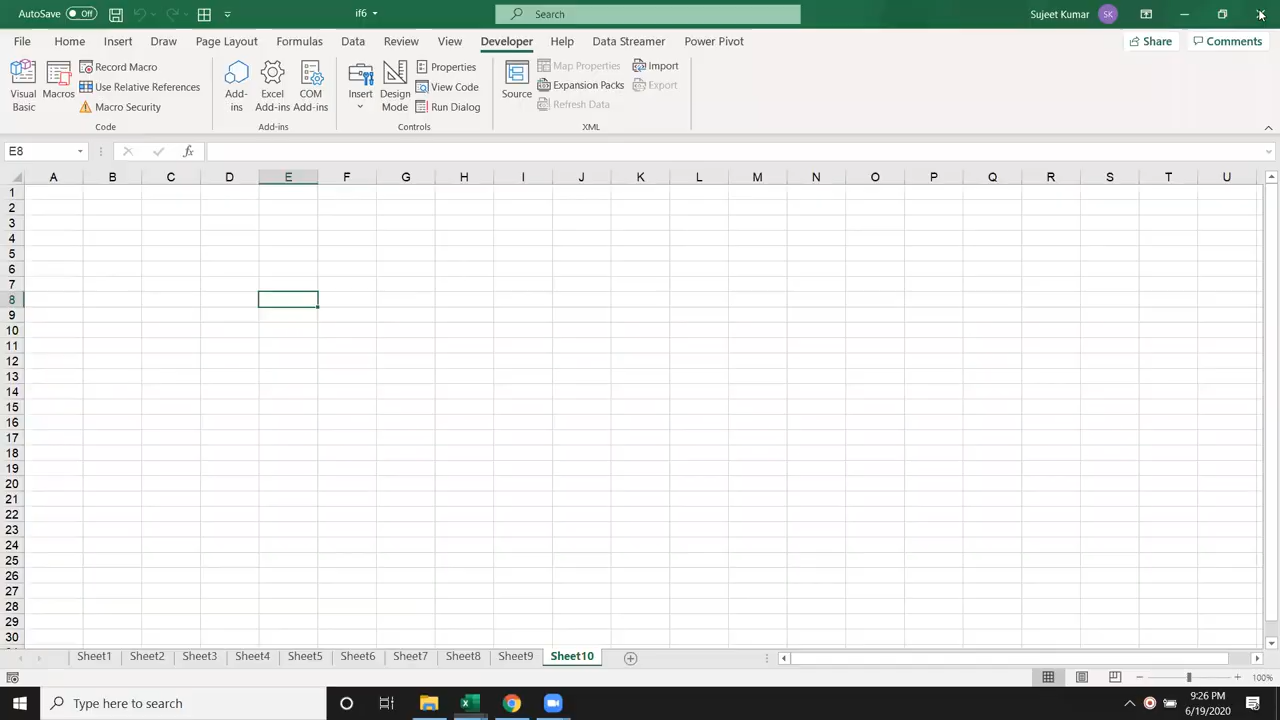 AutoSave Off if6 Search Sujeet Kumar SK
File Home Insert Draw Page Layout Formulas Data Review View Developer Help Data Streamer Power Pivot Share Comments
Visual Basic
Macros
Record Macro
Use Relative References
Macro Security
Code
Add-ins
Excel Add-ins
COM Add-ins
Add-ins
Insert
Design Mode
Properties
View Code
Run Dialog
Controls
Source
Map Properties
Expansion Packs
Refresh Data
Import
Export
XML
E8 fx
A B C D E F G H I J K L M N O P Q R S T U
1
2
3
4
5
6
7
8
9
10
11
12
13
14
15
16
17
18
19
20
21
22
23
24
25
26
27
28
29
30
Sheet1 Sheet2 Sheet3 Sheet4 Sheet5 Sheet6 Sheet7 Sheet8 Sheet9 Sheet10
100%
Type here to search
9:26 PM
6/19/2020